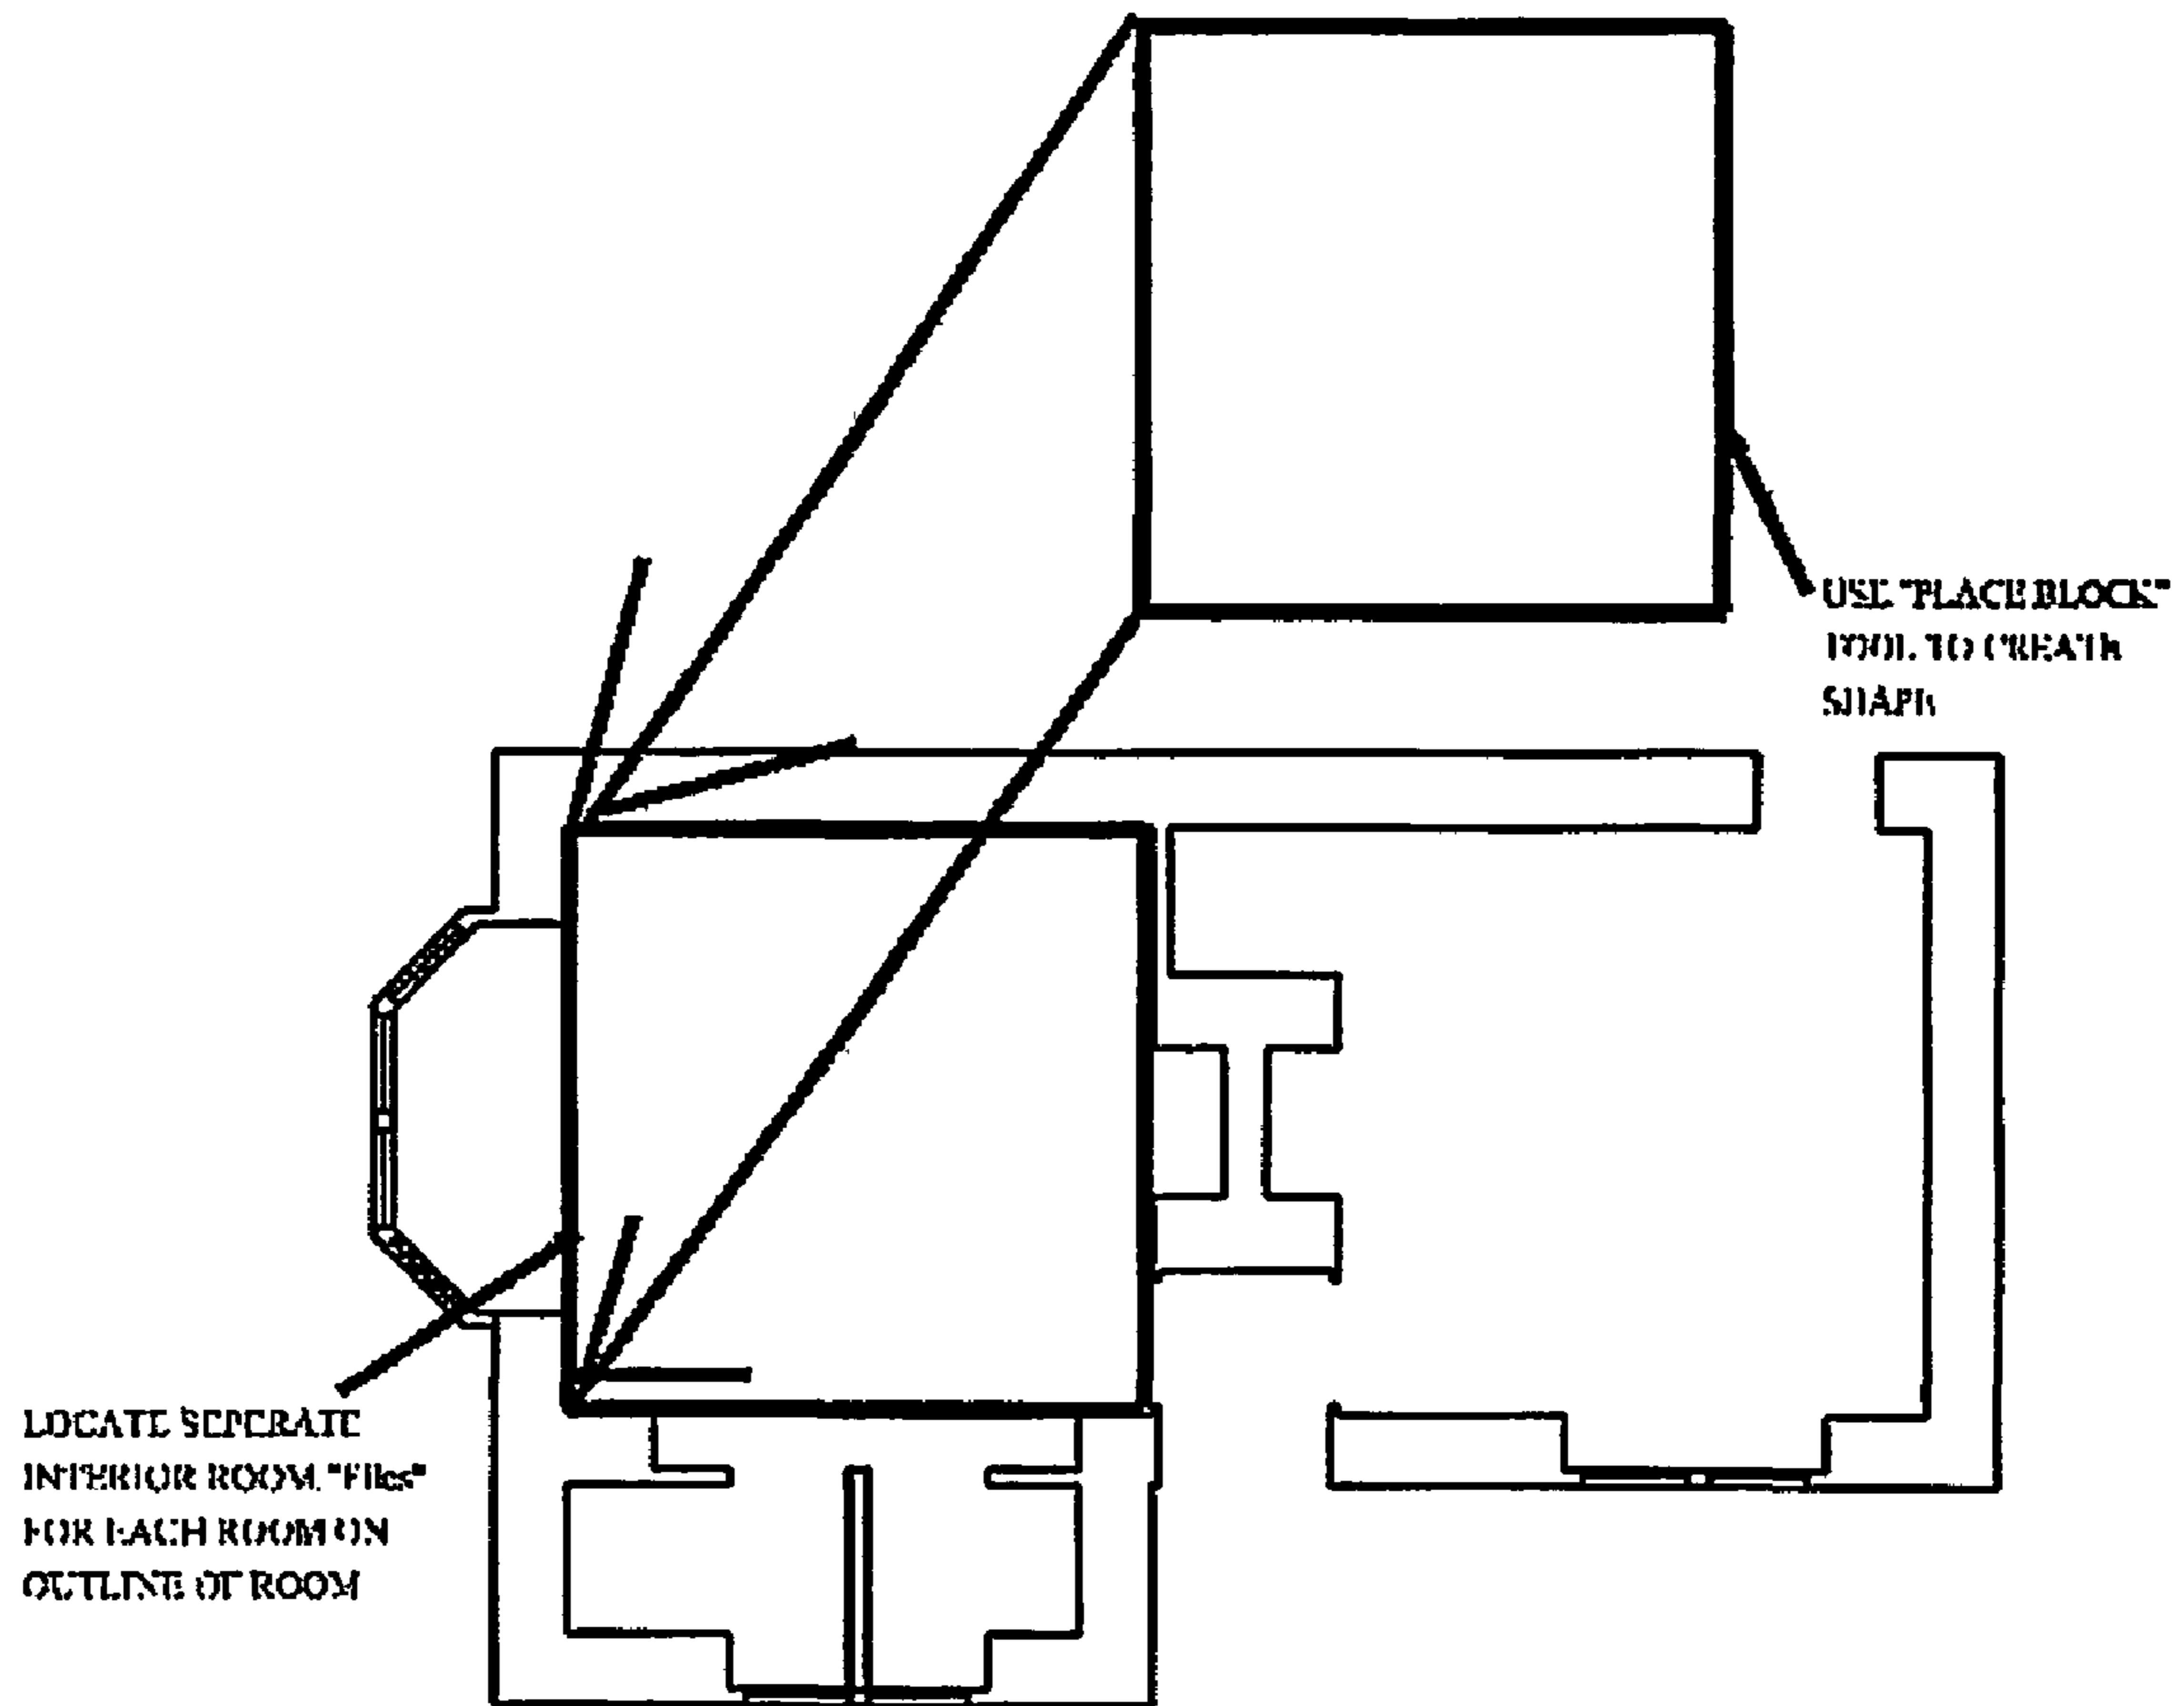 USE "PLACE BLOCK"
TOOL TO CREATE
SHAPE
LOCATE SEPERATE
INTERIOR ROOM "Files"
FOR EACH ROOM ON
OUTLINE OF ROOM